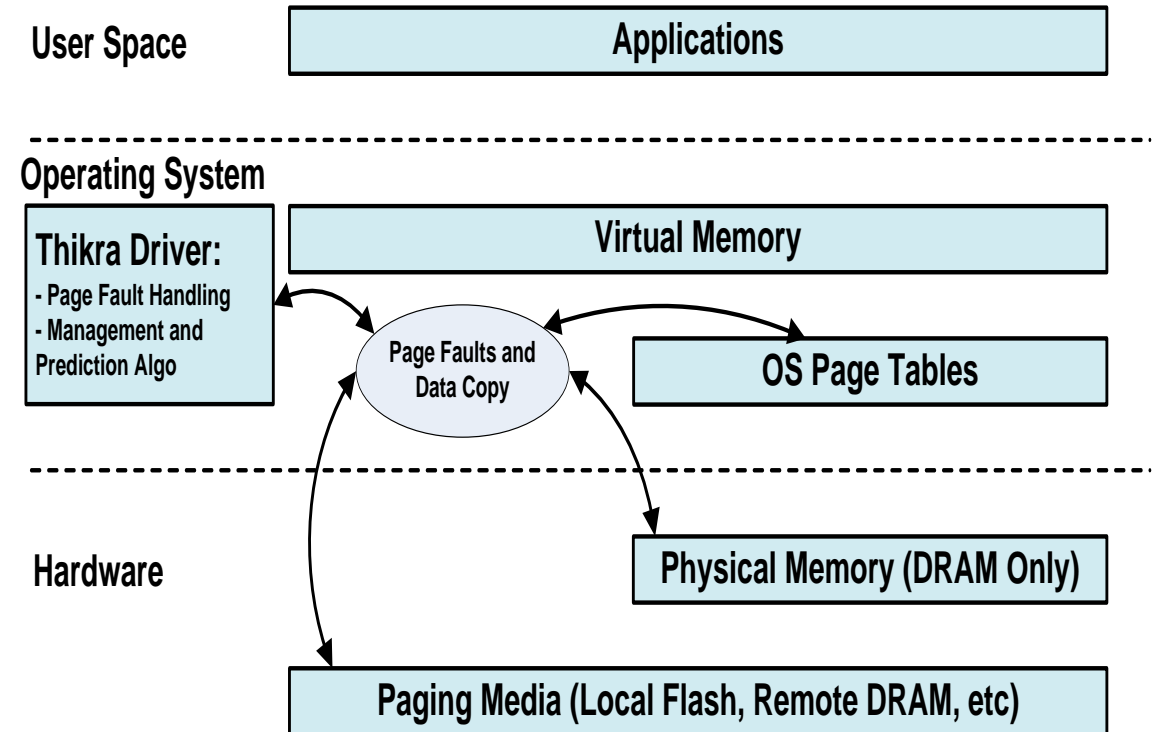 User Space
Applications
Operating System
Thikra Driver:
- Page Fault Handling
- Management and
Prediction Algo
Virtual Memory
Page Faults and
Data Copy
OS Page Tables
Hardware
Physical Memory (DRAM Only)
Paging Media (Local Flash, Remote DRAM, etc)